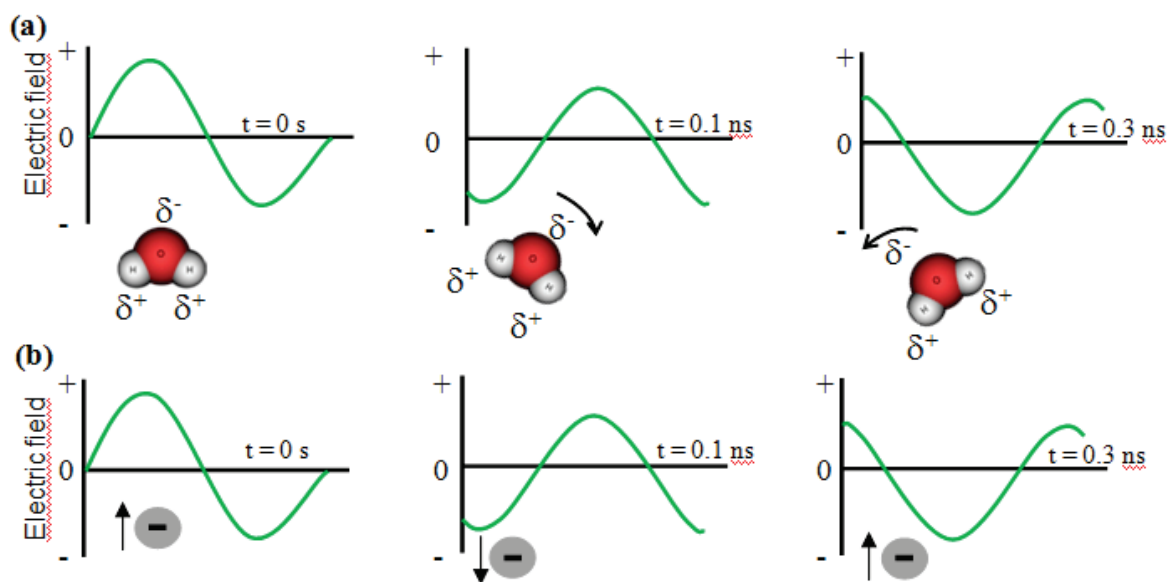 (a)
+
Electric field
0
-
t = 0 s
δ-
O
H
H
δ+
δ+
+
0
-
t = 0.1 ns
δ-
H
O
H
δ+
δ+
+
0
-
t = 0.3 ns
δ-
O
H
H
δ+
δ+
(b)
+
Electric field
0
-
t = 0 s
-
+
0
-
t = 0.1 ns
-
+
0
-
t = 0.3 ns
-